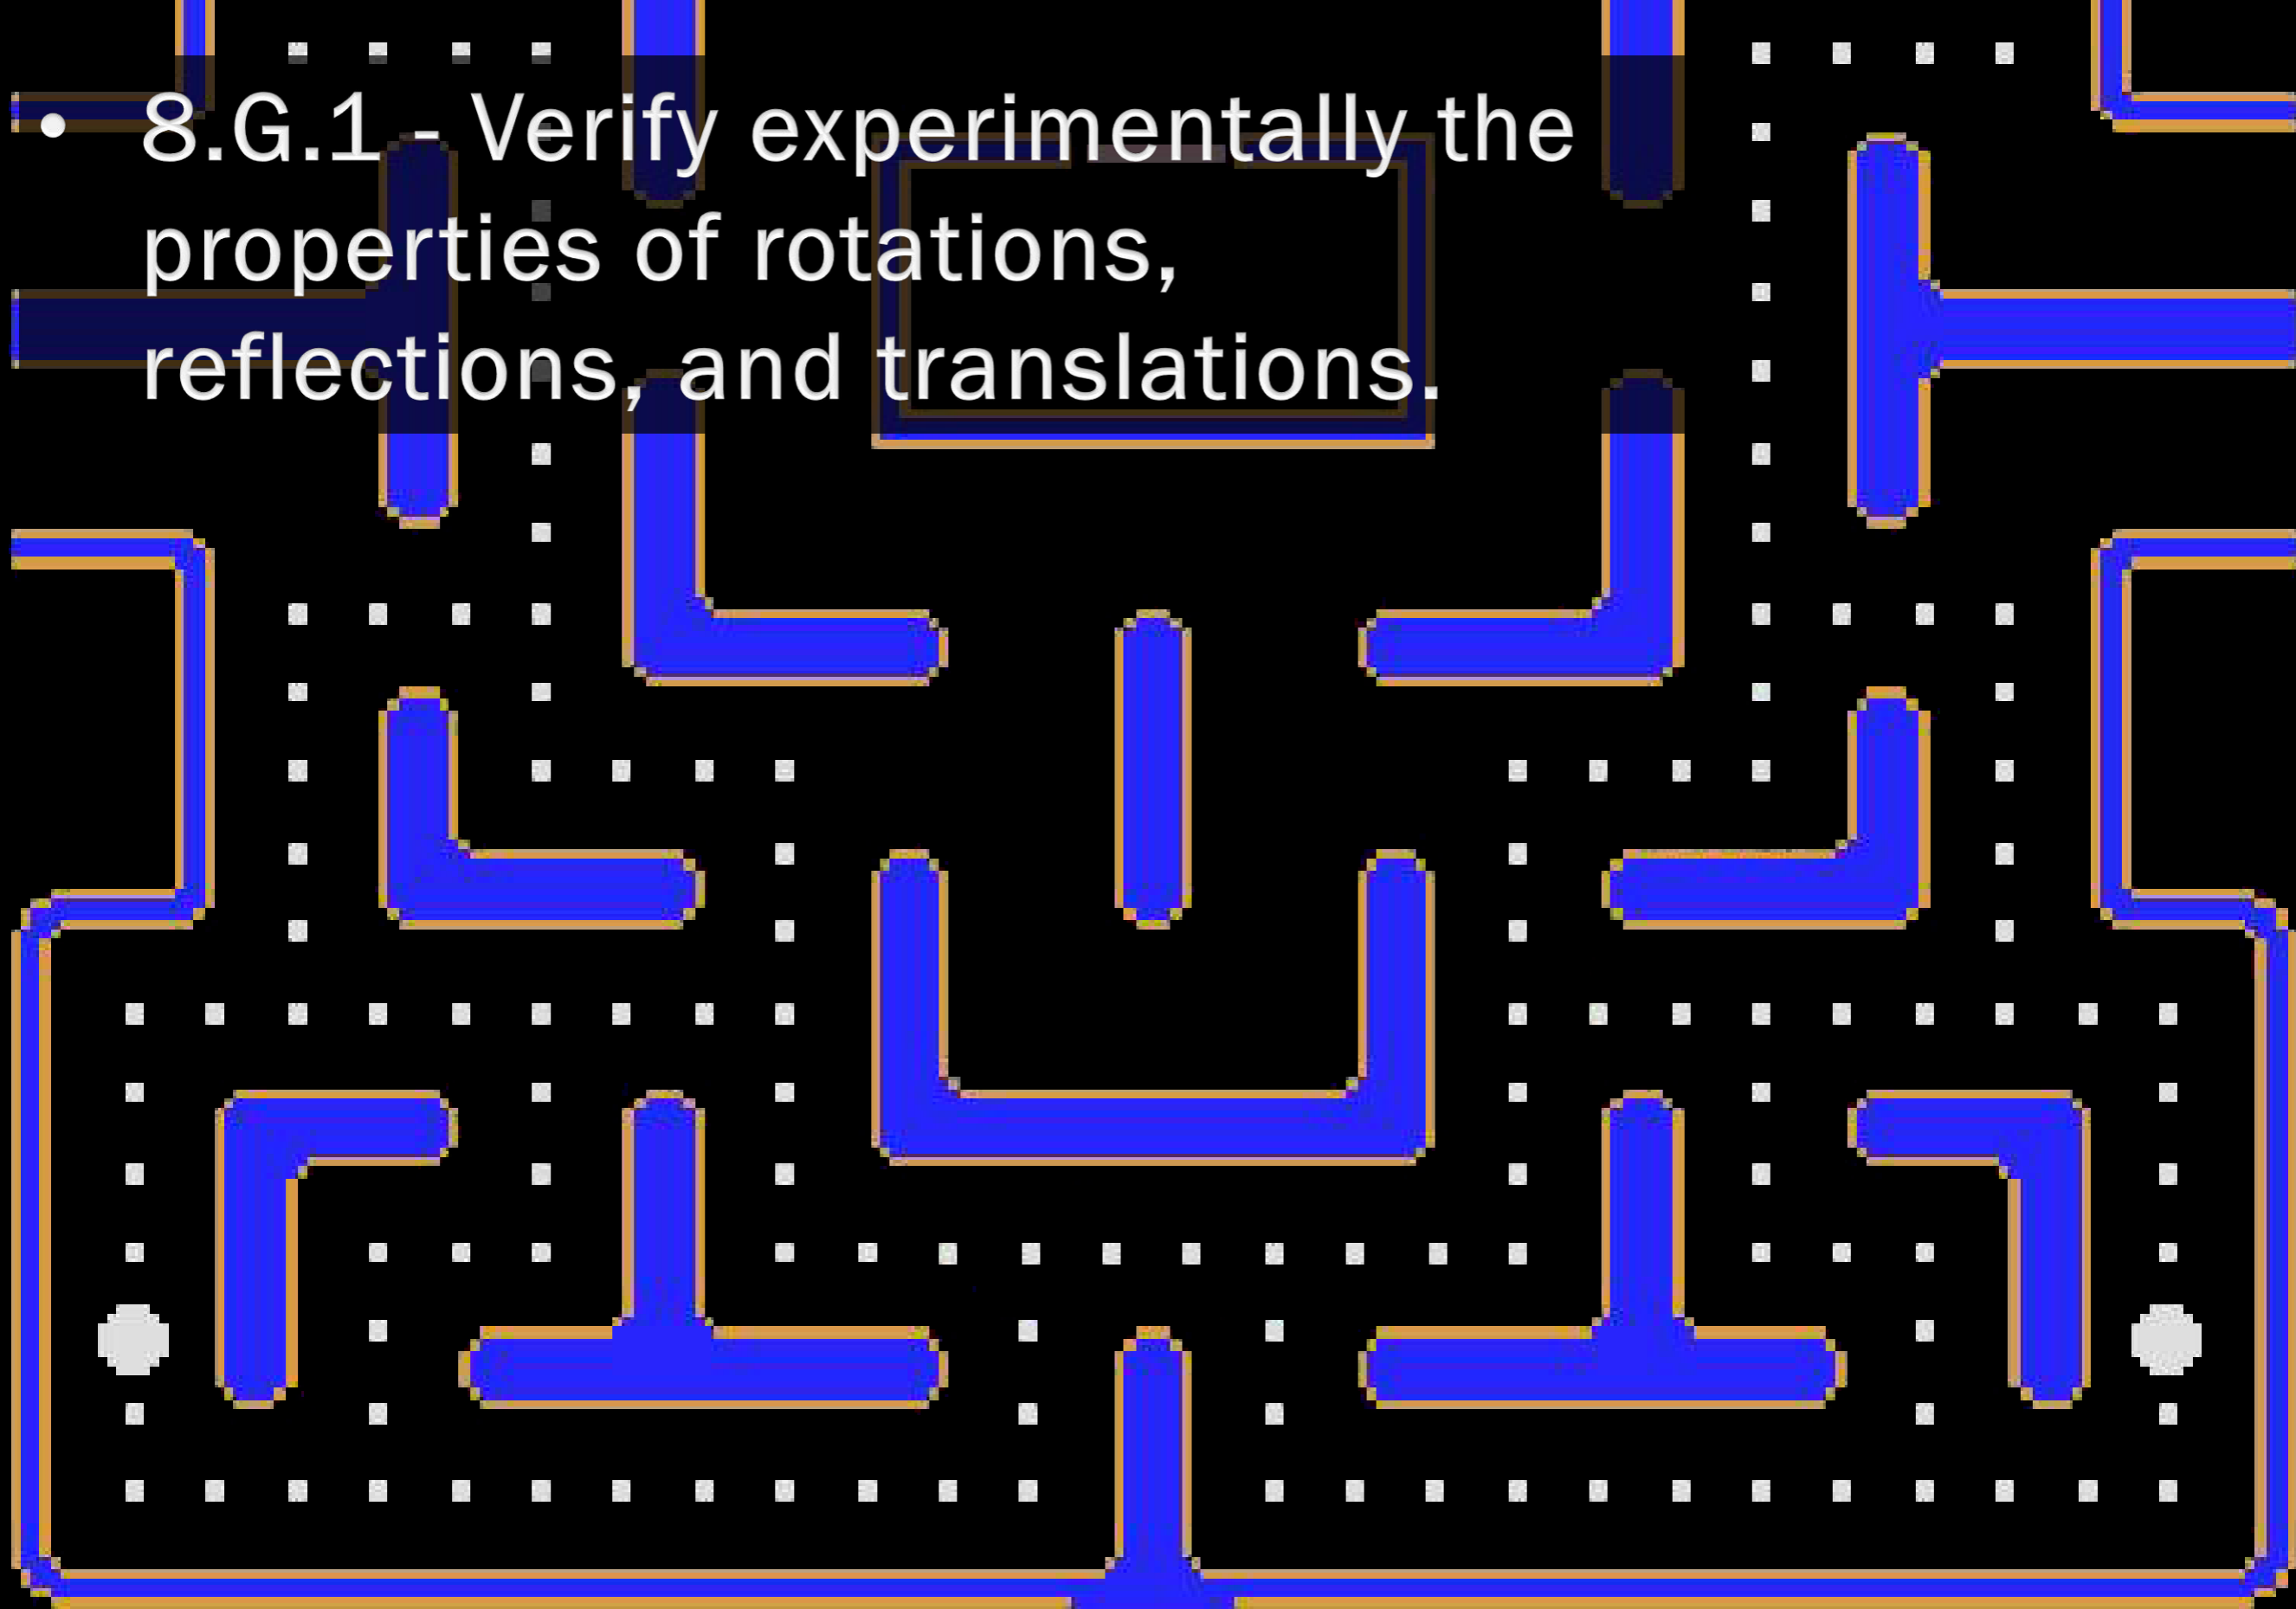 • 8.G.1 - Verify experimentally the
properties of rotations,
reflections, and translations.